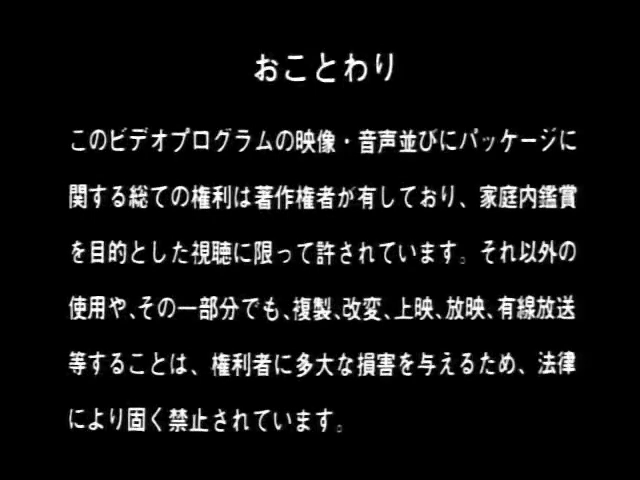 おことわり
このビデオプログラムの映像・音声並びにパッケージに
関する総ての権利は著作権者が有しており、家庭内鑑賞
を目的とした視聴に限って許されています。それ以外の
使用や、その一部分でも、複製、改変、上映、放映、有線放送
等することは、権利者に多大な損害を与えるため、法律
により固く禁止されています。